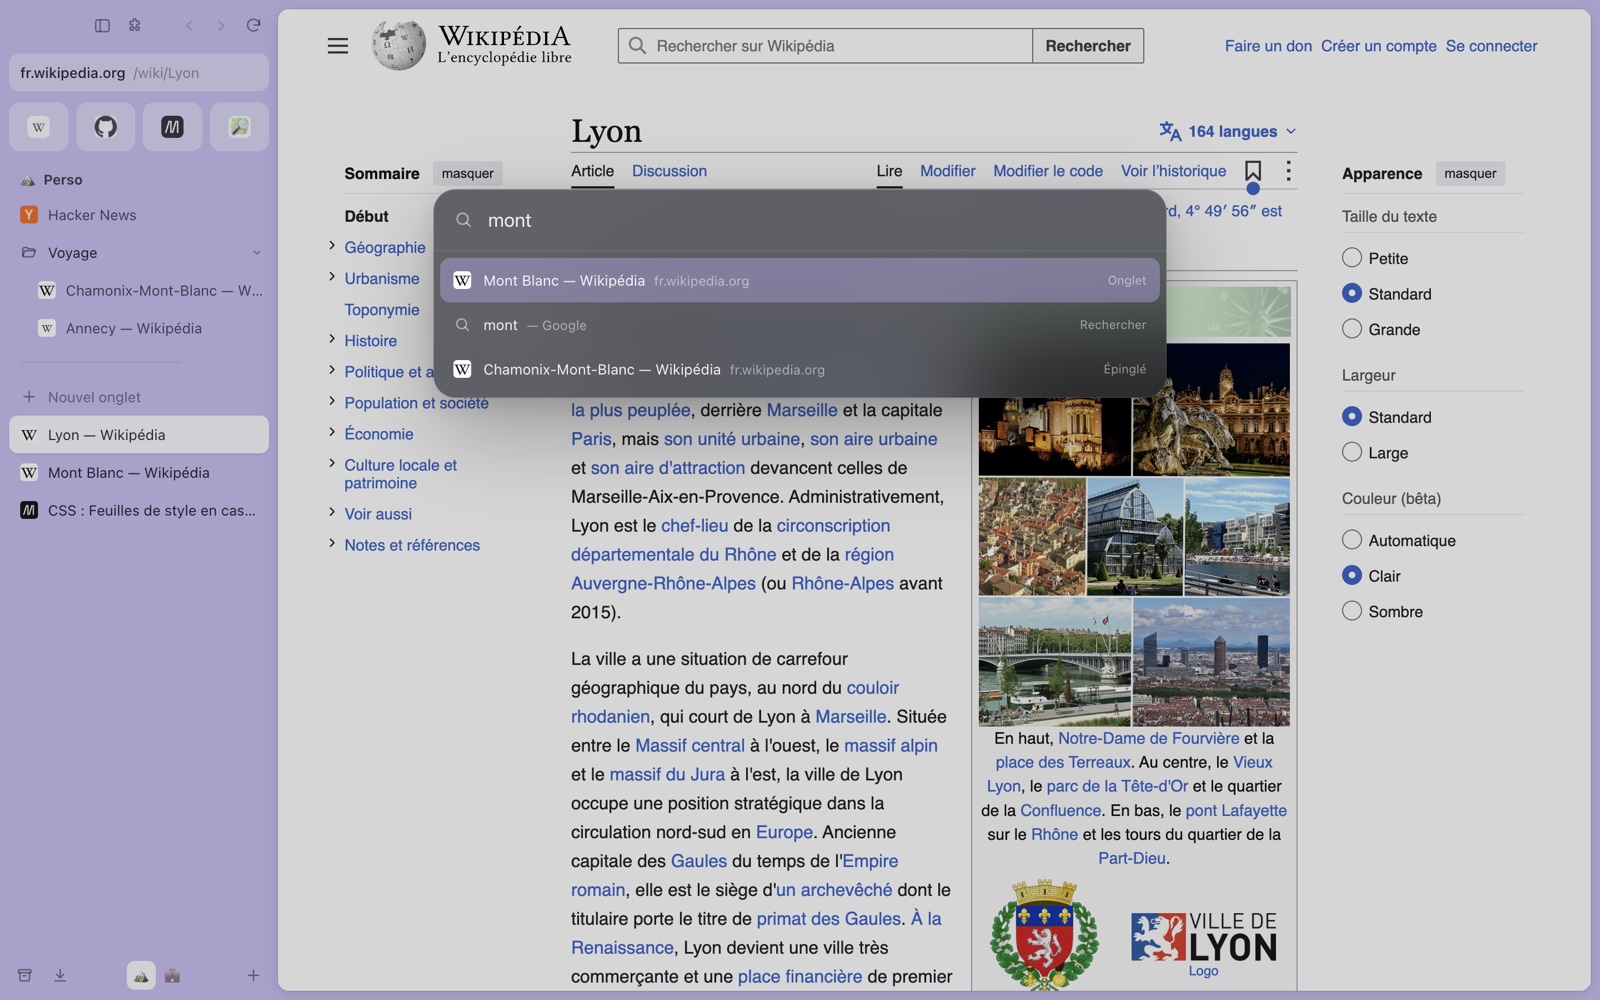 fr.wikipedia.org /wiki/Lyon
Perso
Hacker News
Voyage
Chamonix-Mont-Blanc — W...
Annecy — Wikipédia
Nouvel onglet
Lyon — Wikipédia
Mont Blanc — Wikipédia
CSS : Feuilles de style en cas...
WIKIPÉDIA
L'encyclopédie libre
Rechercher sur Wikipédia
Rechercher
Faire un don Créer un compte Se connecter
Lyon
164 langues
Article Discussion
Lire Modifier Modifier le code Voir l'historique
rd, 4° 49′ 56″ est
Sommaire masquer
Début
Géographie
Urbanisme
Toponymie
Histoire
Politique et a
Population et société
Économie
Culture locale et
patrimoine
Voir aussi
Notes et références
mont
Mont Blanc — Wikipédia fr.wikipedia.org Onglet
mont — Google Rechercher
Chamonix-Mont-Blanc — Wikipédia fr.wikipedia.org Épinglé
la plus peuplée, derrière Marseille et la capitale
Paris, mais son unité urbaine, son aire urbaine
et son aire d'attraction devancent celles de
Marseille-Aix-en-Provence. Administrativement,
Lyon est le chef-lieu de la circonscription
départementale du Rhône et de la région
Auvergne-Rhône-Alpes (ou Rhône-Alpes avant
2015).
La ville a une situation de carrefour
géographique du pays, au nord du couloir
rhodanien, qui court de Lyon à Marseille. Située
entre le Massif central à l'ouest, le massif alpin
et le massif du Jura à l'est, la ville de Lyon
occupe une position stratégique dans la
circulation nord-sud en Europe. Ancienne
capitale des Gaules du temps de l'Empire
romain, elle est le siège d'un archevêché dont le
titulaire porte le titre de primat des Gaules. À la
Renaissance, Lyon devient une ville très
commerçante et une place financière de premier
En haut, Notre-Dame de Fourvière et la
place des Terreaux. Au centre, le Vieux
Lyon, le parc de la Tête-d'Or et le quartier
de la Confluence. En bas, le pont Lafayette
sur le Rhône et les tours du quartier de la
Part-Dieu.
VILLE DE
LYON
Logo
Apparence masquer
Taille du texte
Petite
Standard
Grande
Largeur
Standard
Large
Couleur (bêta)
Automatique
Clair
Sombre